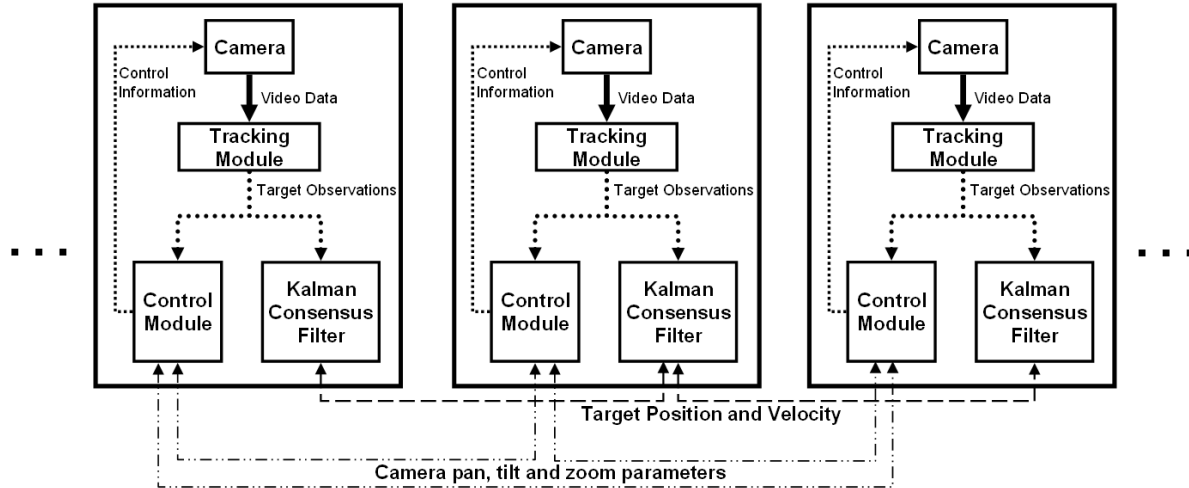 Camera
Camera
Camera
Control
Information
Control
Information
Control
Information
Video Data
Video Data
Video Data
Tracking
Module
Tracking
Module
Tracking
Module
Target Observations
Target Observations
Target Observations
Control
Module
Kalman
Consensus
Filter
Control
Module
Kalman
Consensus
Filter
Control
Module
Kalman
Consensus
Filter
Target Position and Velocity
Camera pan, tilt and zoom parameters